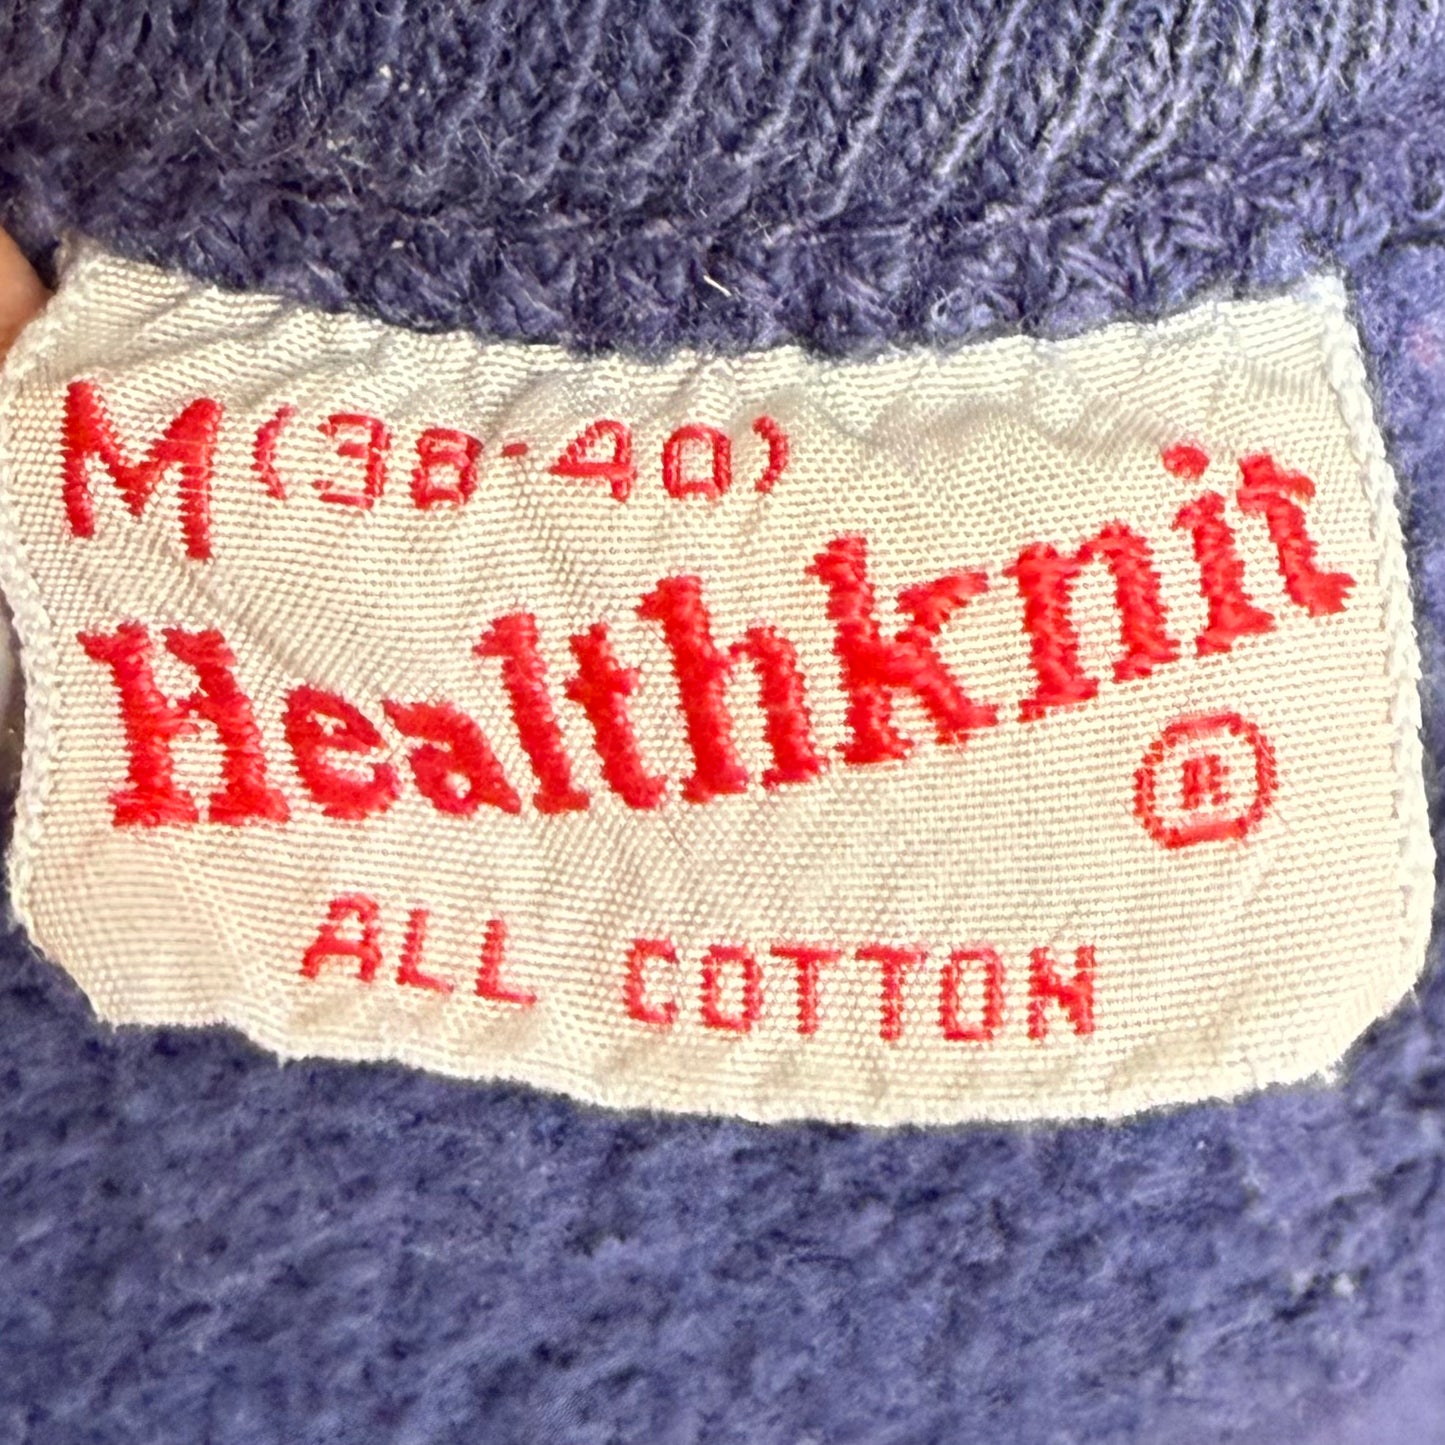 M (38-40)
Healthknit
®
ALL COTTON